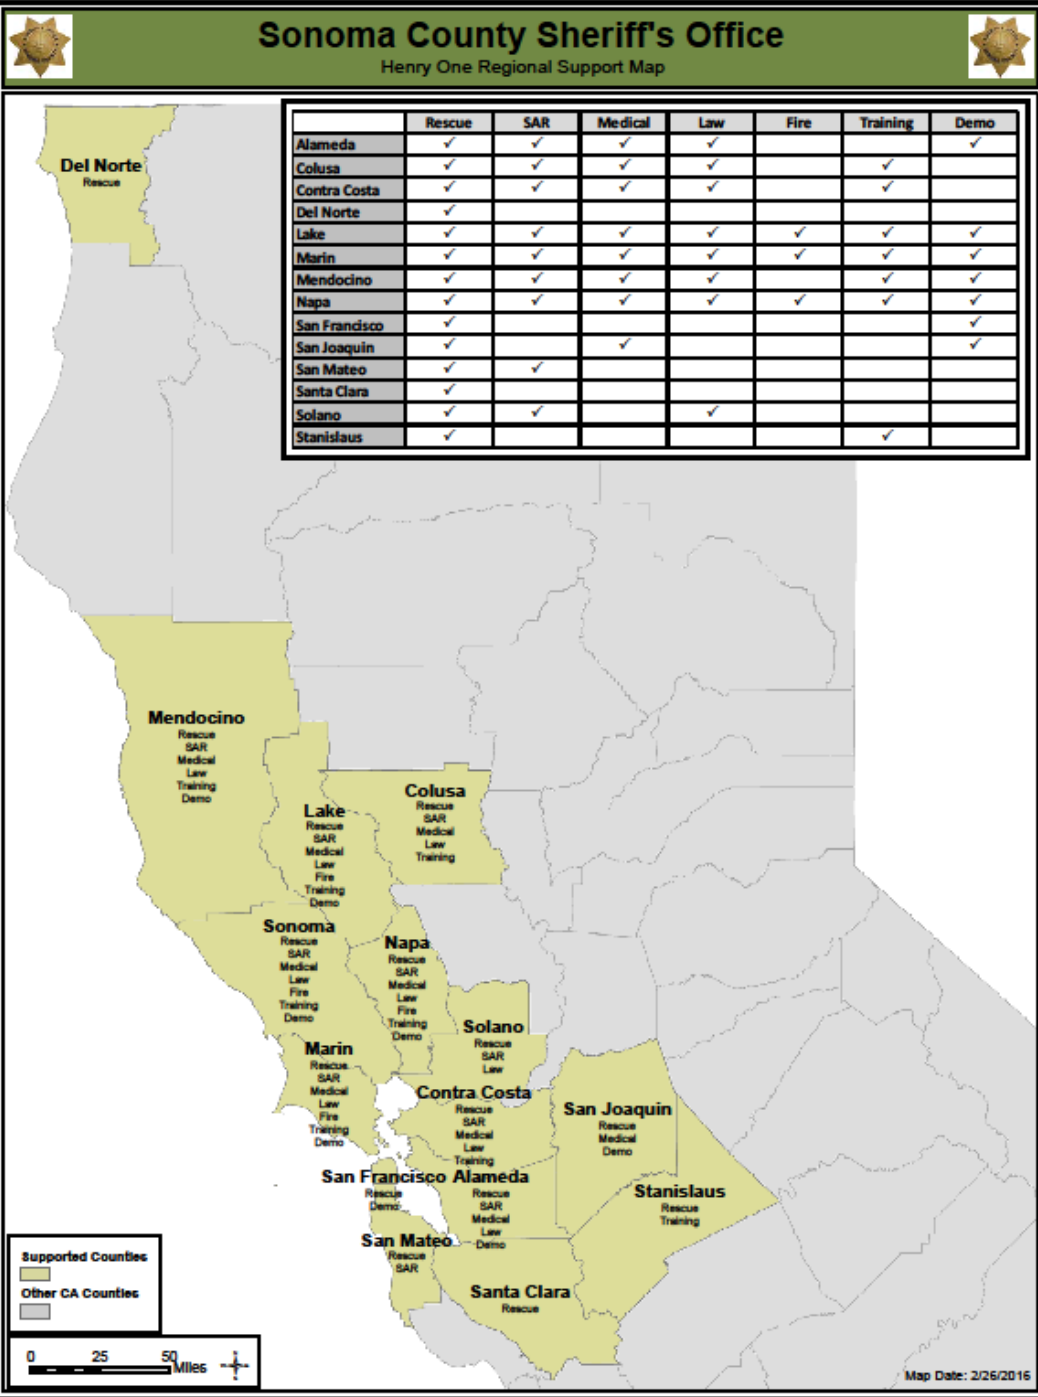 Sonoma County Sheriff's Office
Henry One Regional Support Map
Rescue SAR Medical Law Fire Training Demo
Alameda ✓ ✓ ✓ ✓ ✓
Colusa ✓ ✓ ✓ ✓ ✓
Contra Costa ✓ ✓ ✓ ✓ ✓
Del Norte ✓
Lake ✓ ✓ ✓ ✓ ✓ ✓ ✓
Marin ✓ ✓ ✓ ✓ ✓ ✓ ✓
Mendocino ✓ ✓ ✓ ✓ ✓ ✓
Napa ✓ ✓ ✓ ✓ ✓ ✓ ✓
San Francisco ✓ ✓
San Joaquin ✓ ✓ ✓
San Mateo ✓ ✓
Santa Clara ✓
Solano ✓ ✓ ✓
Stanislaus ✓ ✓
Del Norte
Rescue
Mendocino
Rescue
SAR
Medical
Law
Training
Demo
Lake
Rescue
SAR
Medical
Law
Fire
Training
Demo
Colusa
Rescue
SAR
Medical
Law
Training
Sonoma
Rescue
SAR
Medical
Law
Fire
Training
Demo
Napa
Rescue
SAR
Medical
Law
Fire
Training
Demo
Solano
Rescue
SAR
Law
Marin
Rescue
SAR
Medical
Law
Fire
Training
Demo
Contra Costa
Rescue
SAR
Medical
Law
Training
San Joaquin
Rescue
Medical
Demo
San Francisco
Rescue
Demo
Alameda
Rescue
SAR
Medical
Law
Demo
Stanislaus
Rescue
Training
San Mateo
Rescue
SAR
Santa Clara
Rescue
Supported Counties
Other CA Counties
0 25 50 Miles
Map Date: 2/26/2016